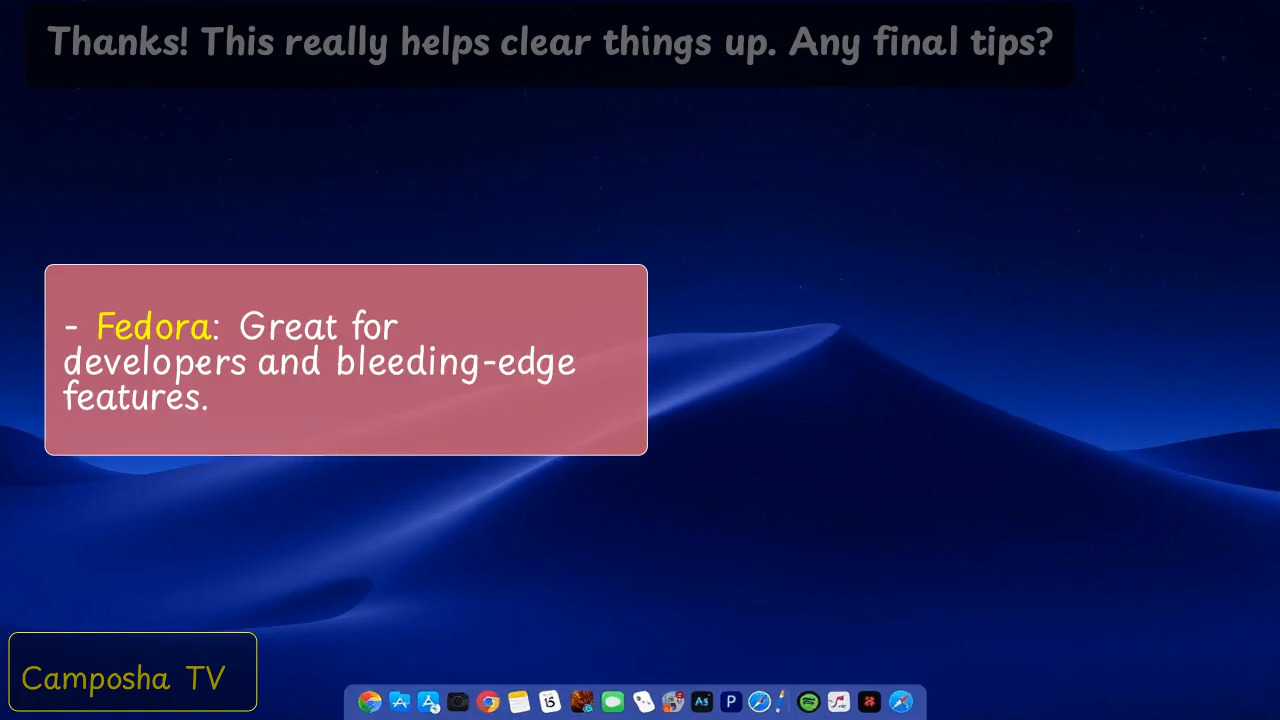 Thanks! This really helps clear things up. Any final tips?
- Fedora: Great for
developers and bleeding-edge
features.
Camposha TV